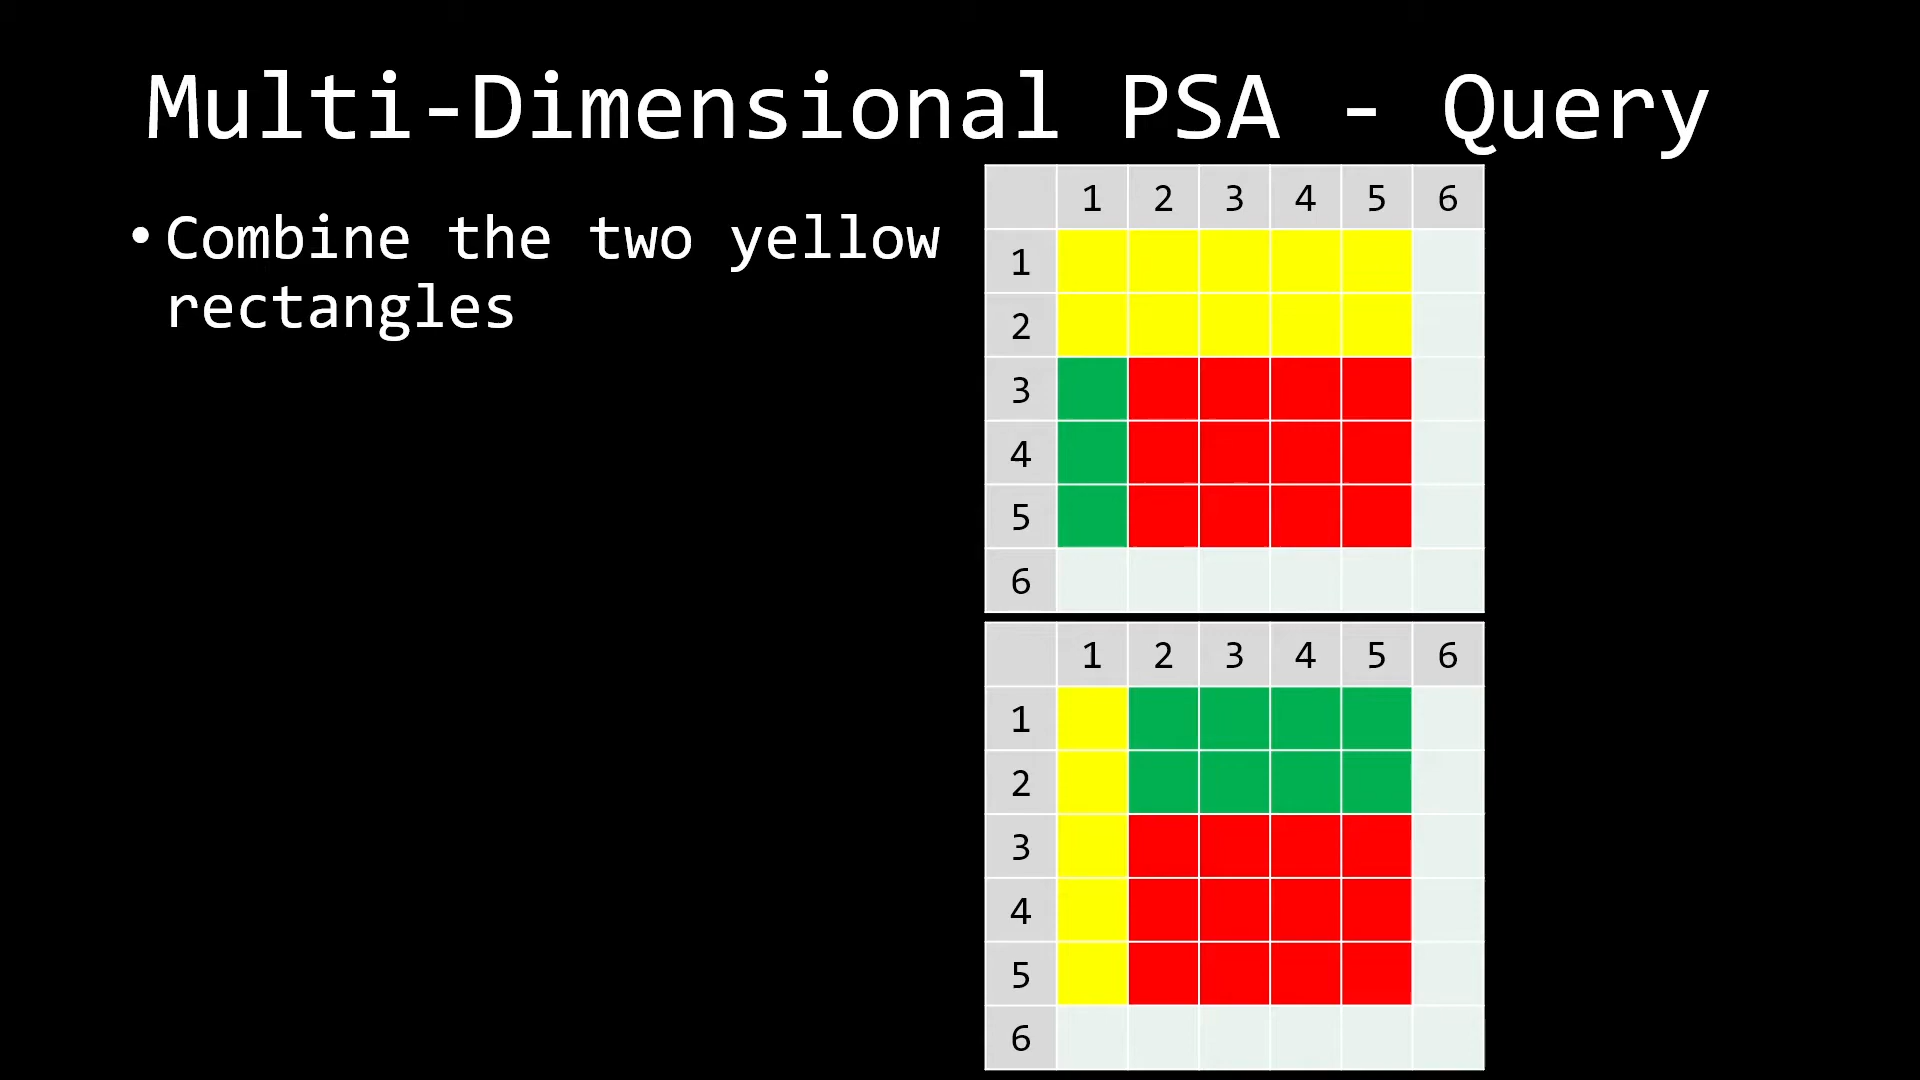 Multi-Dimensional PSA - Query
• Combine the two yellow
rectangles
1 2 3 4 5 6
1
2
3
4
5
6
1 2 3 4 5 6
1
2
3
4
5
6